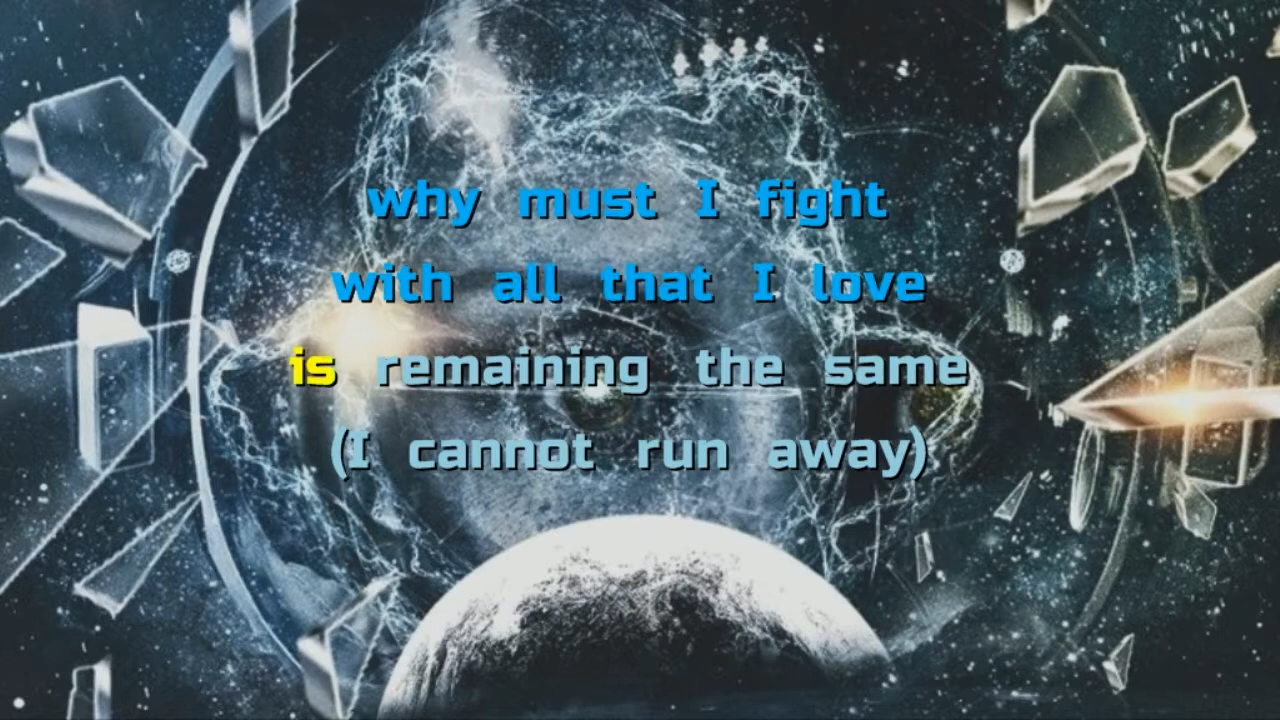 why must I fight
with all that I love
is remaining the same
(I cannot run away)